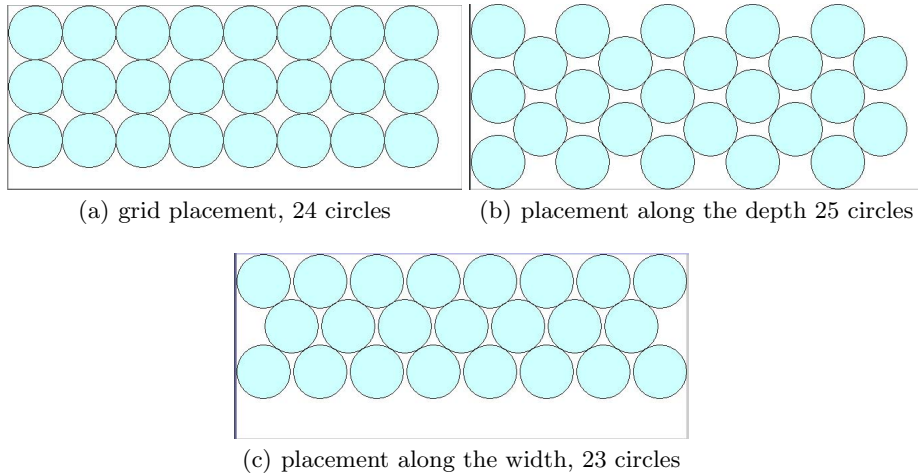 (a) grid placement, 24 circles
(b) placement along the depth 25 circles
(c) placement along the width, 23 circles